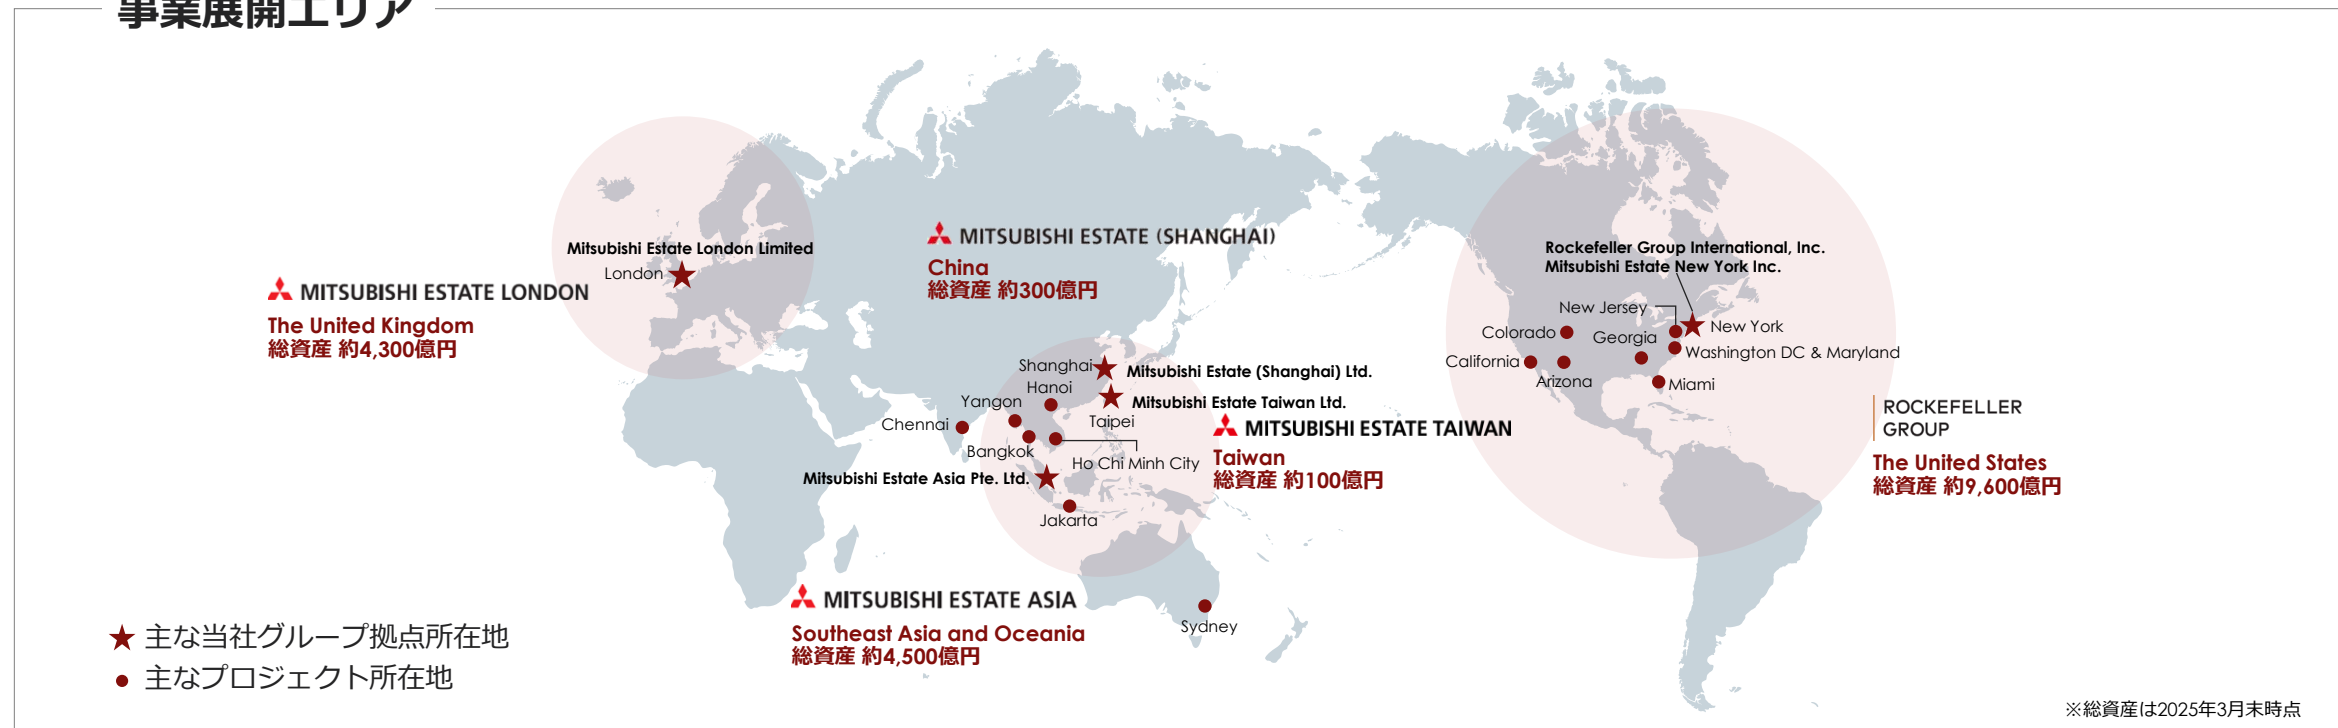 事業展開エリア
Mitsubishi Estate London Limited
London
MITSUBISHI ESTATE LONDON
The United Kingdom
総資産 約4,300億円
MITSUBISHI ESTATE (SHANGHAI)
China
総資産 約300億円
Shanghai
Mitsubishi Estate (Shanghai) Ltd.
Hanoi
Mitsubishi Estate Taiwan Ltd.
Yangon
Taipei
Chennai
Bangkok
Ho Chi Minh City
MITSUBISHI ESTATE TAIWAN
Taiwan
総資産 約100億円
Mitsubishi Estate Asia Pte. Ltd.
Jakarta
MITSUBISHI ESTATE ASIA
Southeast Asia and Oceania
総資産 約4,500億円
Sydney
Rockefeller Group International, Inc.
Mitsubishi Estate New York Inc.
New Jersey
New York
Colorado
Georgia
Washington DC & Maryland
California
Arizona
Miami
ROCKEFELLER
GROUP
The United States
総資産 約9,600億円
★ 主な当社グループ拠点所在地
● 主なプロジェクト所在地
※総資産は2025年3月末時点